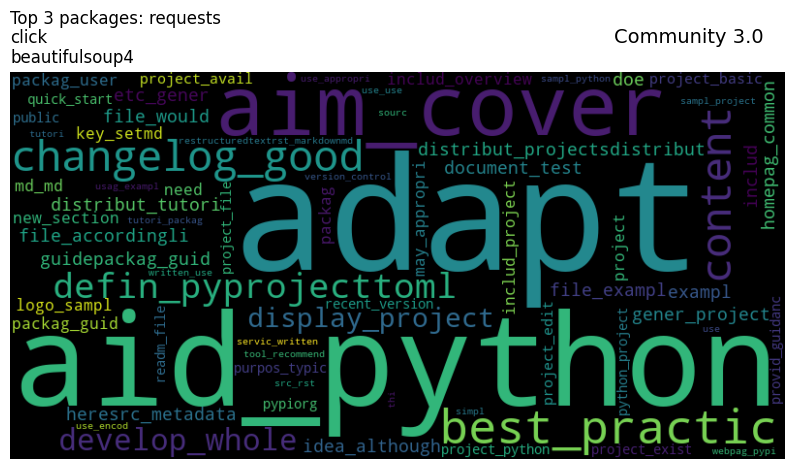 Top 3 packages: requests
click
beautifulsoup4
Community 3.0
packag_user
project_avail
use_appropri
includ_overview
sampl_python
doe
project_basic
quick_start
etc_gener
aim_cover
use_use
sourc
sampl_project
public
file_would
tutori
key_setmd
restructuredtextrst_markdownmd
changelog_good
distribut_projectsdistribut
content
includ
homepag_common
md_md
usag_exampl
need
version_control
document_test
distribut_tutori
new_section
tutori_packag
file_accordingli
project_file
packag
adapt
may_appropri
includ_project
project
guidepackag_guid
written_use
defin_pyprojecttoml
file_exampl
exampl
logo_sampl
recent_version
packag_guid
display_project
gener_project
provid_guidanc
readm_file
servic_written
tool_recommend
purpos_typic
src_rst
pypiorg
thi
aid_python
project_edit
python_project
use
heresrc_metadata
use_encod
simpl
best_practic
develop_whole
idea_although
project_python
project_exist
webpag_pypi